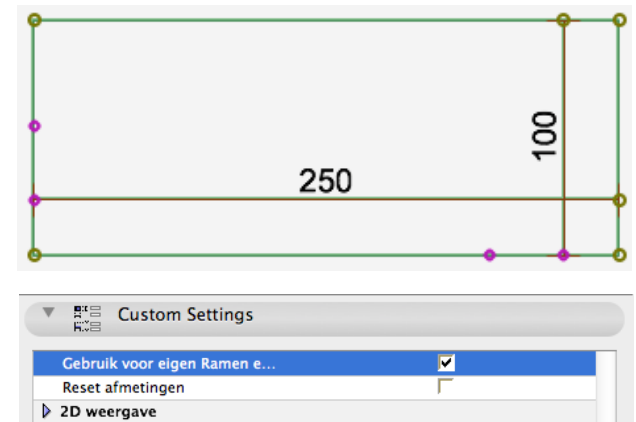 100
250
Custom Settings
Gebruik voor eigen Ramen e...
Reset afmetingen
2D weergave